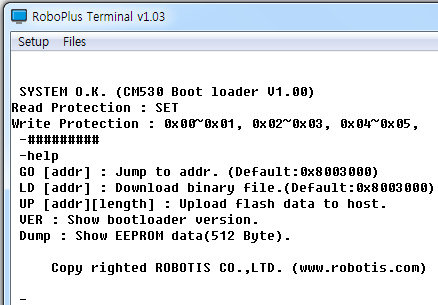 RoboPlus Terminal v1.03
Setup Files
SYSTEM O.K. (CM530 Boot loader V1.00)
Read Protection : SET
Write Protection : 0x00~0x01, 0x02~0x03, 0x04~0x05,
-#########
-help
GO [addr] : Jump to addr. (Default:0x8003000)
LD [addr] : Download binary file.(Default:0x8003000)
UP [addr][length] : Upload flash data to host.
VER : Show bootloader version.
Dump : Show EEPROM data(512 Byte).
Copy righted ROBOTIS CO.,LTD. (www.robotis.com)
-